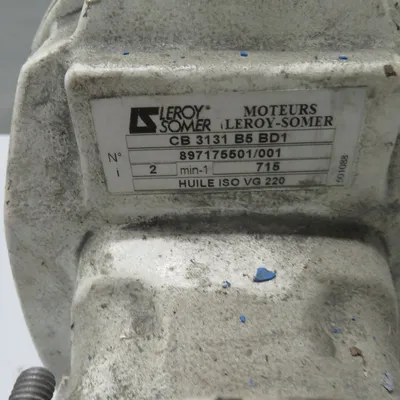 LEROY® SOMER
MOTEURS LEROY-SOMER
CB 3131 B5 BD1
N° 897175501/001
i 2 min-1 715
HUILE ISO VG 220